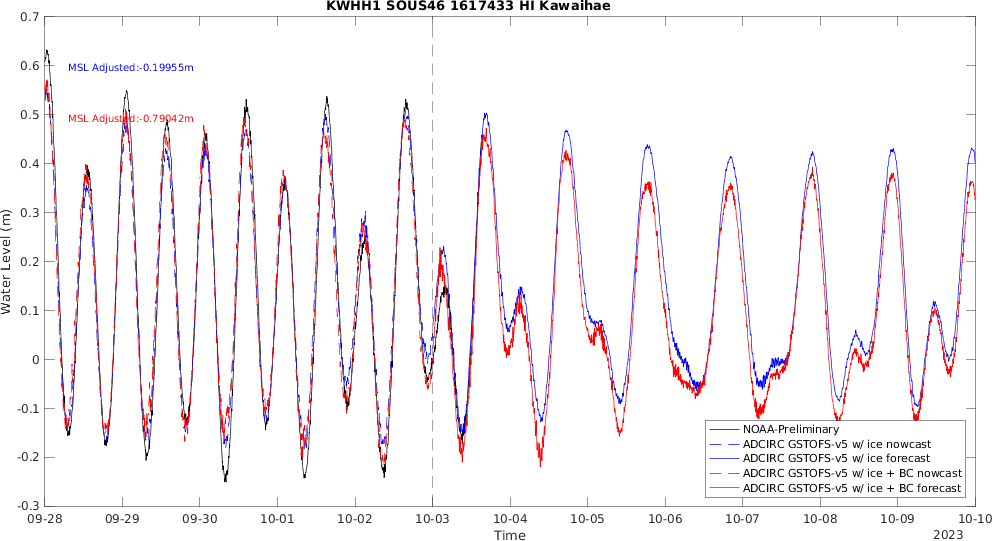 KWHH1 SOUS46 1617433 HI Kawaihae
0.7
0.6
0.5
0.4
0.3
0.2
0.1
0
-0.1
-0.2
-0.3
Water Level (m)
MSL Adjusted:-0.19955m
MSL Adjusted:-0.79042m
NOAA-Preliminary
ADCIRC GSTOFS-v5 w/ ice nowcast
ADCIRC GSTOFS-v5 w/ ice forecast
ADCIRC GSTOFS-v5 w/ ice + BC nowcast
ADCIRC GSTOFS-v5 w/ ice + BC forecast
09-28 09-29 09-30 10-01 10-02 10-03 10-04 10-05 10-06 10-07 10-08 10-09 10-10
Time
2023